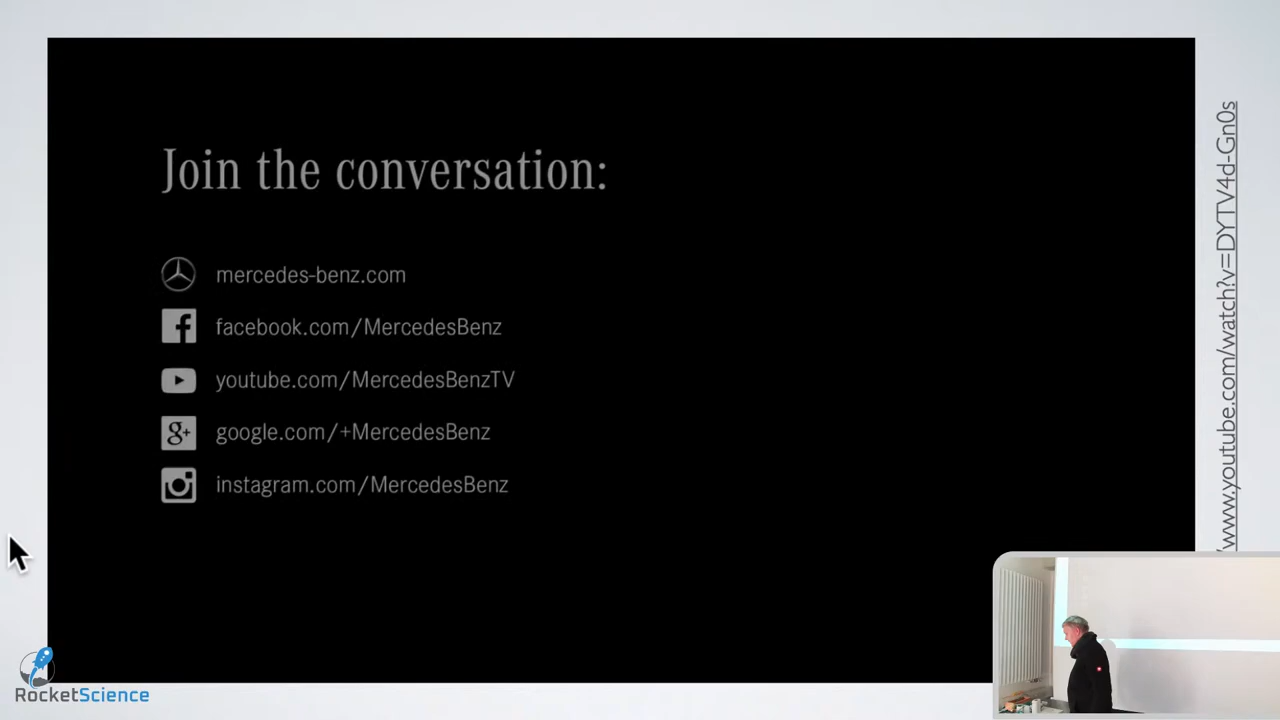 Join the conversation:
mercedes-benz.com
facebook.com/MercedesBenz
youtube.com/MercedesBenzTV
g+ google.com/+MercedesBenz
instagram.com/MercedesBenz
/www.youtube.com/watch?v=DYTV4d-Gn0s
RocketScience